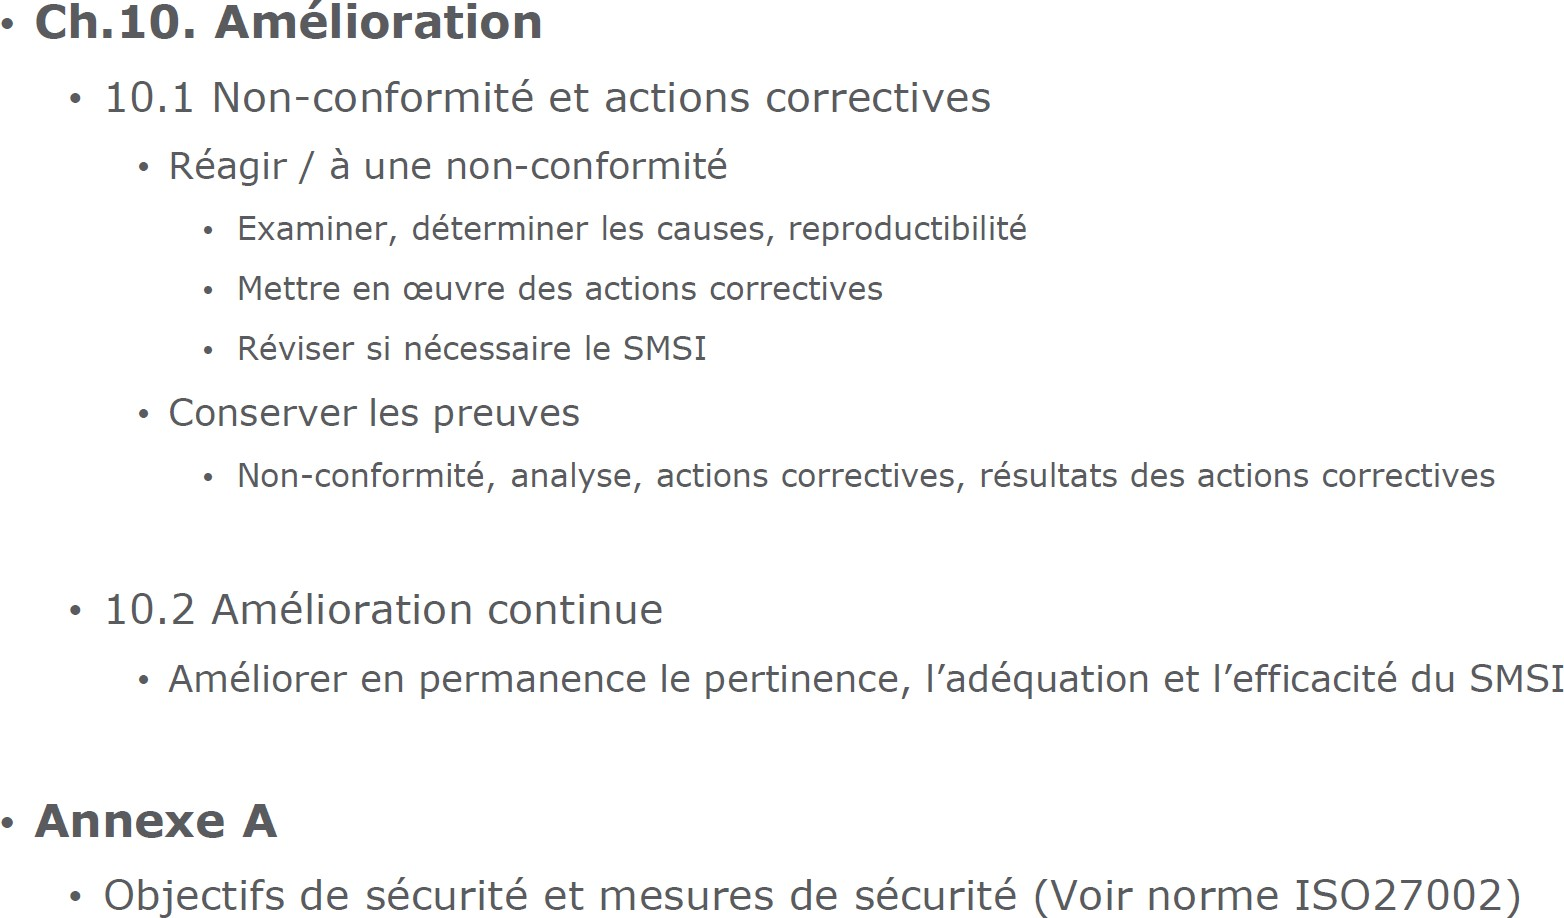 • Ch.10. Amélioration
• 10.1 Non-conformité et actions correctives
• Réagir / à une non-conformité
• Examiner, déterminer les causes, reproductibilité
• Mettre en œuvre des actions correctives
• Réviser si nécessaire le SMSI
• Conserver les preuves
• Non-conformité, analyse, actions correctives, résultats des actions correctives
• 10.2 Amélioration continue
• Améliorer en permanence le pertinence, l’adéquation et l’efficacité du SMSI
• Annexe A
• Objectifs de sécurité et mesures de sécurité (Voir norme ISO27002)